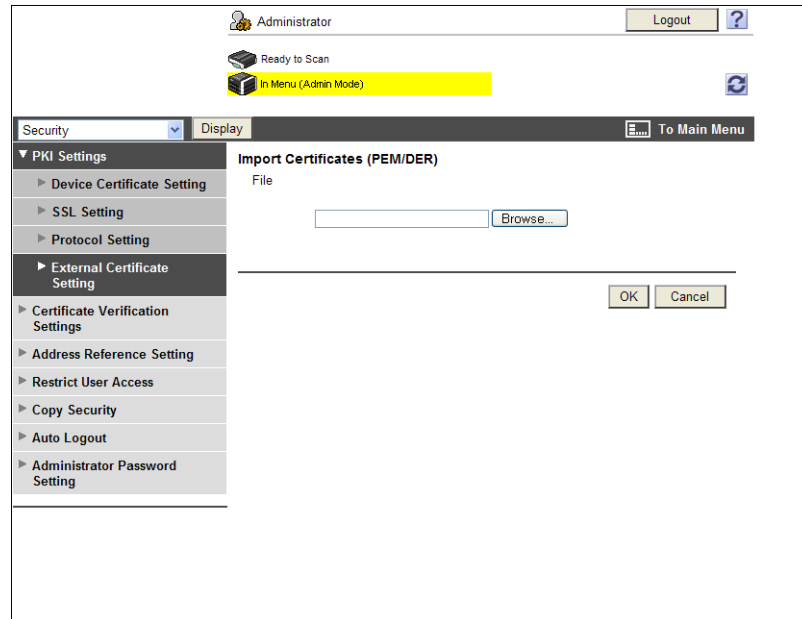 Administrator
Logout
?
Ready to Scan
In Menu (Admin Mode)
Security
Display
To Main Menu
PKI Settings
Device Certificate Setting
SSL Setting
Protocol Setting
External Certificate
Setting
Certificate Verification
Settings
Address Reference Setting
Restrict User Access
Copy Security
Auto Logout
Administrator Password
Setting
Import Certificates (PEM/DER)
File
Browse...
OK
Cancel